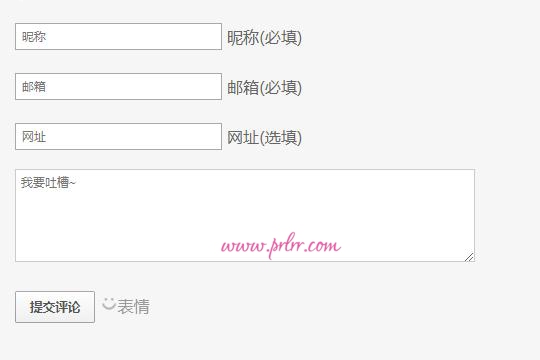 昵称 昵称(必填)
邮箱 邮箱(必填)
网址 网址(选填)
我要吐槽~
www.prlrr.com
提交评论 表情